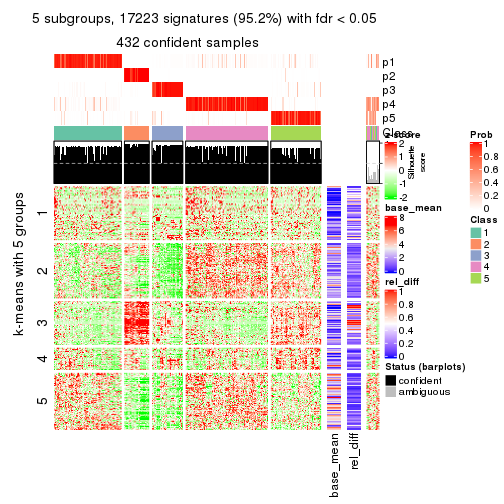 5 subgroups, 17223 signatures (95.2%) with fdr < 0.05
432 confident samples
p1
p2
p3
p4
p5
Class
k-means with 5 groups
1
2
3
4
5
base_mean
rel_diff
z-score
2
1
0
-1
-2
Silhouette
score
base_mean
8
6
4
2
0
rel_diff
1
0.8
0.6
0.4
0.2
0
Status (barplots)
confident
ambiguous
Prob
1
0.8
0.6
0.4
0.2
0
Class
1
2
3
4
5